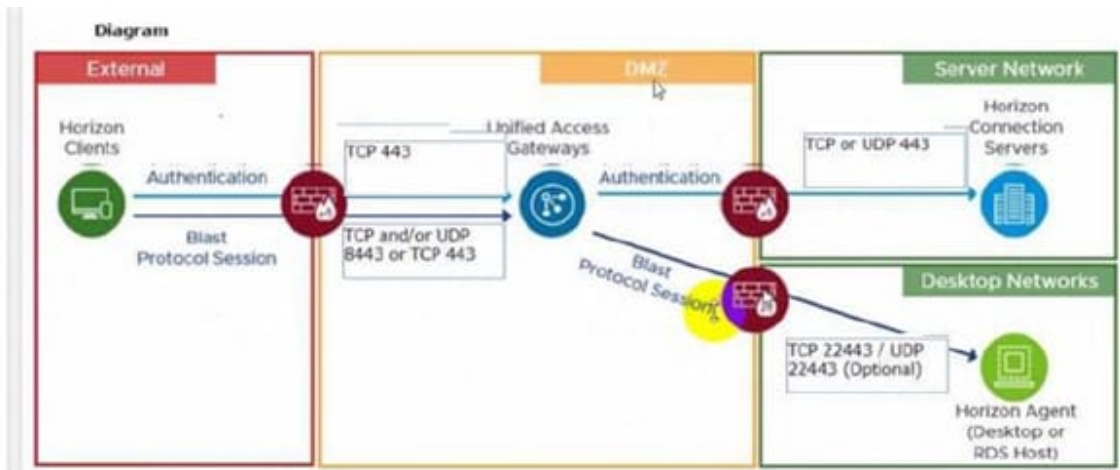 Diagram
External
DMZ
Server Network
Horizon
Clients
Unified Access
Gateways
Horizon
Connection
Servers
TCP 443
TCP or UDP 443
Authentication
Authentication
Blast
Protocol Session
TCP and/or UDP
8443 or TCP 443
Blast
Protocol Session
Desktop Networks
TCP 22443 / UDP
22443 (Optional)
Horizon Agent
(Desktop or
RDS Host)